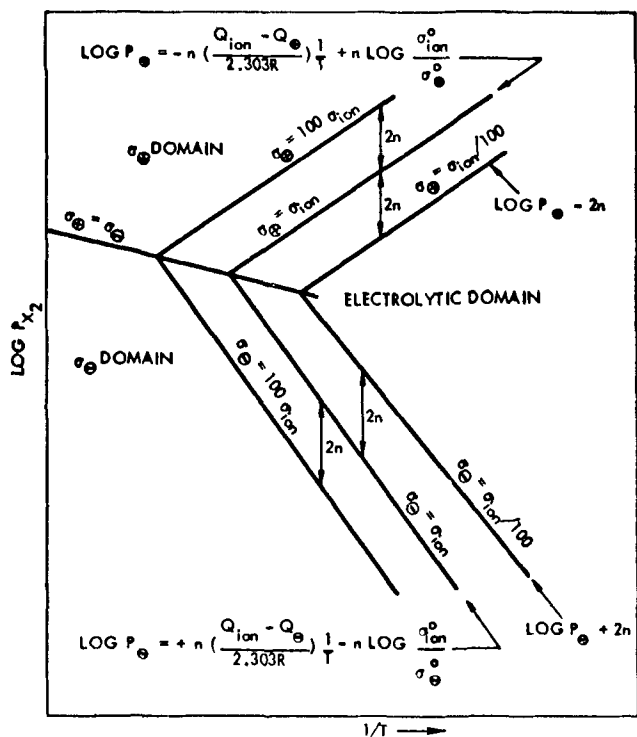 LOG P⊕ = -n (Q_ion - Q⊕ / 2.303R) 1/T + n LOG σ°_ion / σ°⊕
σ⊕ DOMAIN
σ⊕ = 100 σ_ion
2n
σ⊕ = σ_ion/100
σ⊕ = σ_ion
2n
LOG P⊕ - 2n
σ⊕ = σ⊖
ELECTROLYTIC DOMAIN
LOG P_X2
σ⊖ DOMAIN
σ⊖ = 100 σ_ion
2n
2n
σ⊖ = σ_ion/100
σ⊖ = σ_ion
LOG P⊖ + 2n
LOG P⊖ = +n (Q_ion - Q⊖ / 2.303R) 1/T - n LOG σ°_ion / σ°⊖
1/T →